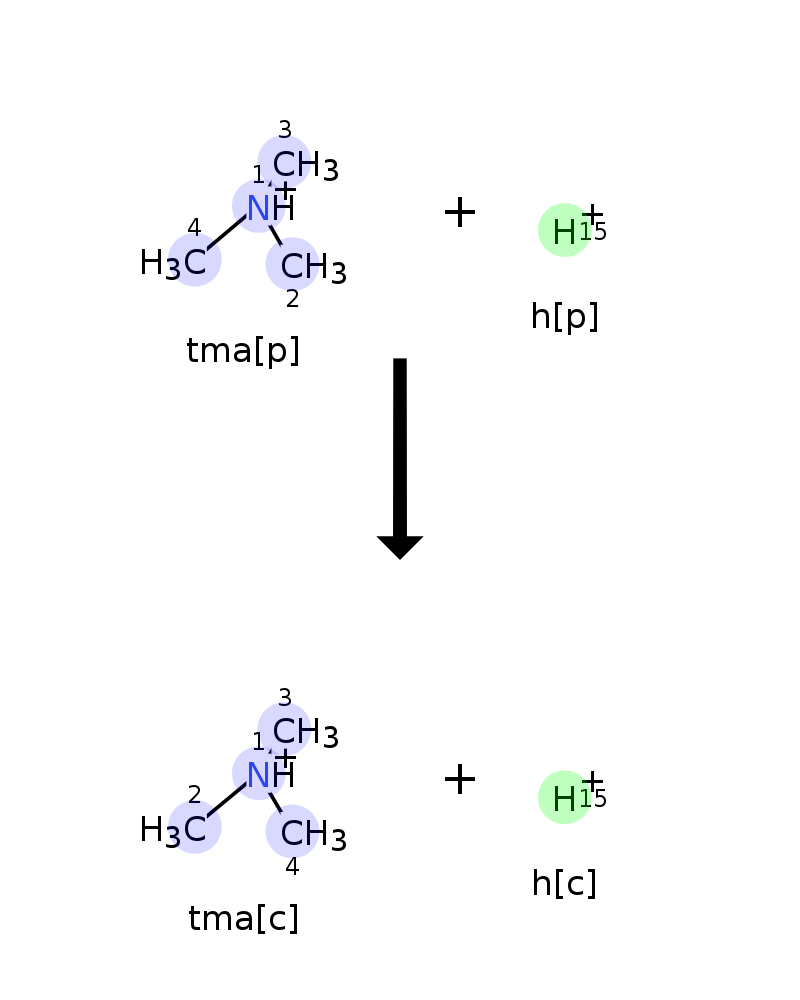 3
CH3
1
+
NH
4
H3C
CH3
2
tma[p]
+
H+
15
h[p]
3
CH3
1
+
NH
2
H3C
CH3
4
tma[c]
+
H+
15
h[c]